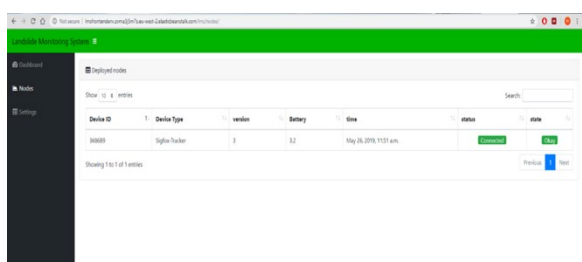 Not secure
Landslide Monitoring System
Dashboard
Nodes
Settings
Deployed nodes
Show 10 entries
Search:
Device ID Device Type version Battery time status state
Sigfox-Tracker 3 3.2 May 26, 2019, 11:51 a.m. Connected Okay
Showing 1 to 1 of 1 entries
Previous 1 Next